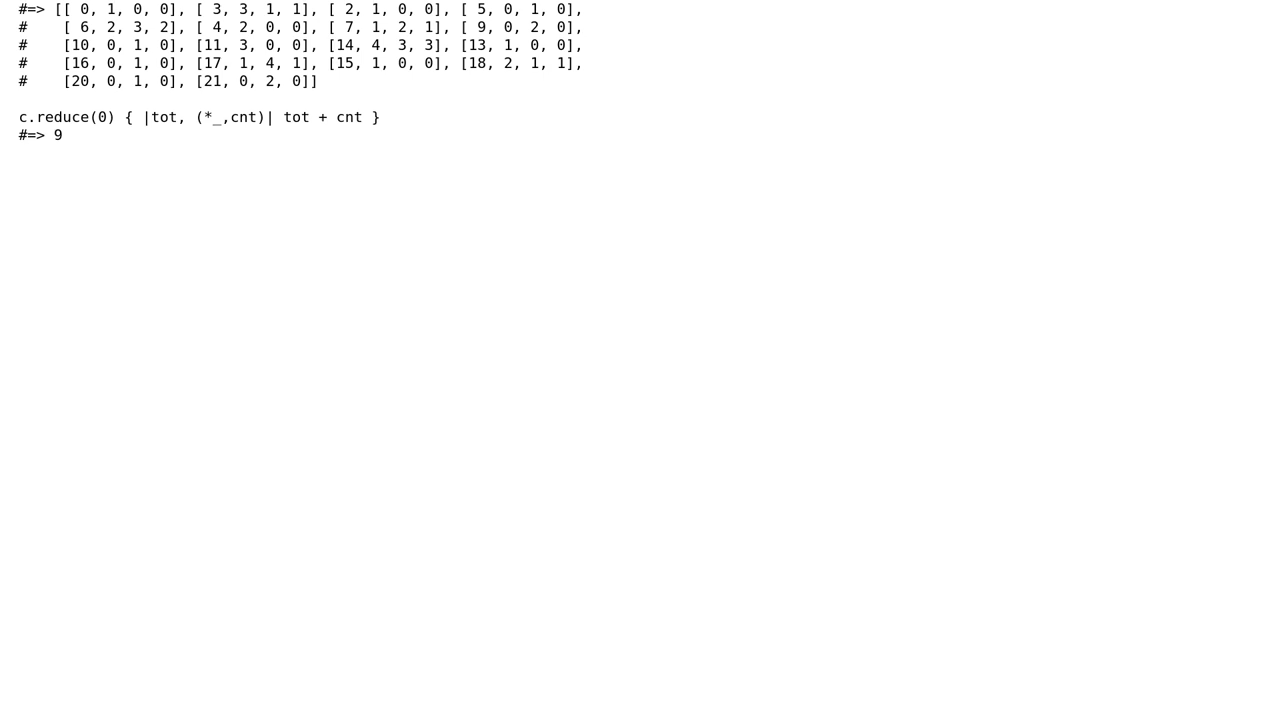 #=> [[ 0, 1, 0, 0], [ 3, 3, 1, 1], [ 2, 1, 0, 0], [ 5, 0, 1, 0],
#    [ 6, 2, 3, 2], [ 4, 2, 0, 0], [ 7, 1, 2, 1], [ 9, 0, 2, 0],
#    [10, 0, 1, 0], [11, 3, 0, 0], [14, 4, 3, 3], [13, 1, 0, 0],
#    [16, 0, 1, 0], [17, 1, 4, 1], [15, 1, 0, 0], [18, 2, 1, 1],
#    [20, 0, 1, 0], [21, 0, 2, 0]]

c.reduce(0) { |tot, (*_,cnt)| tot + cnt }
#=> 9